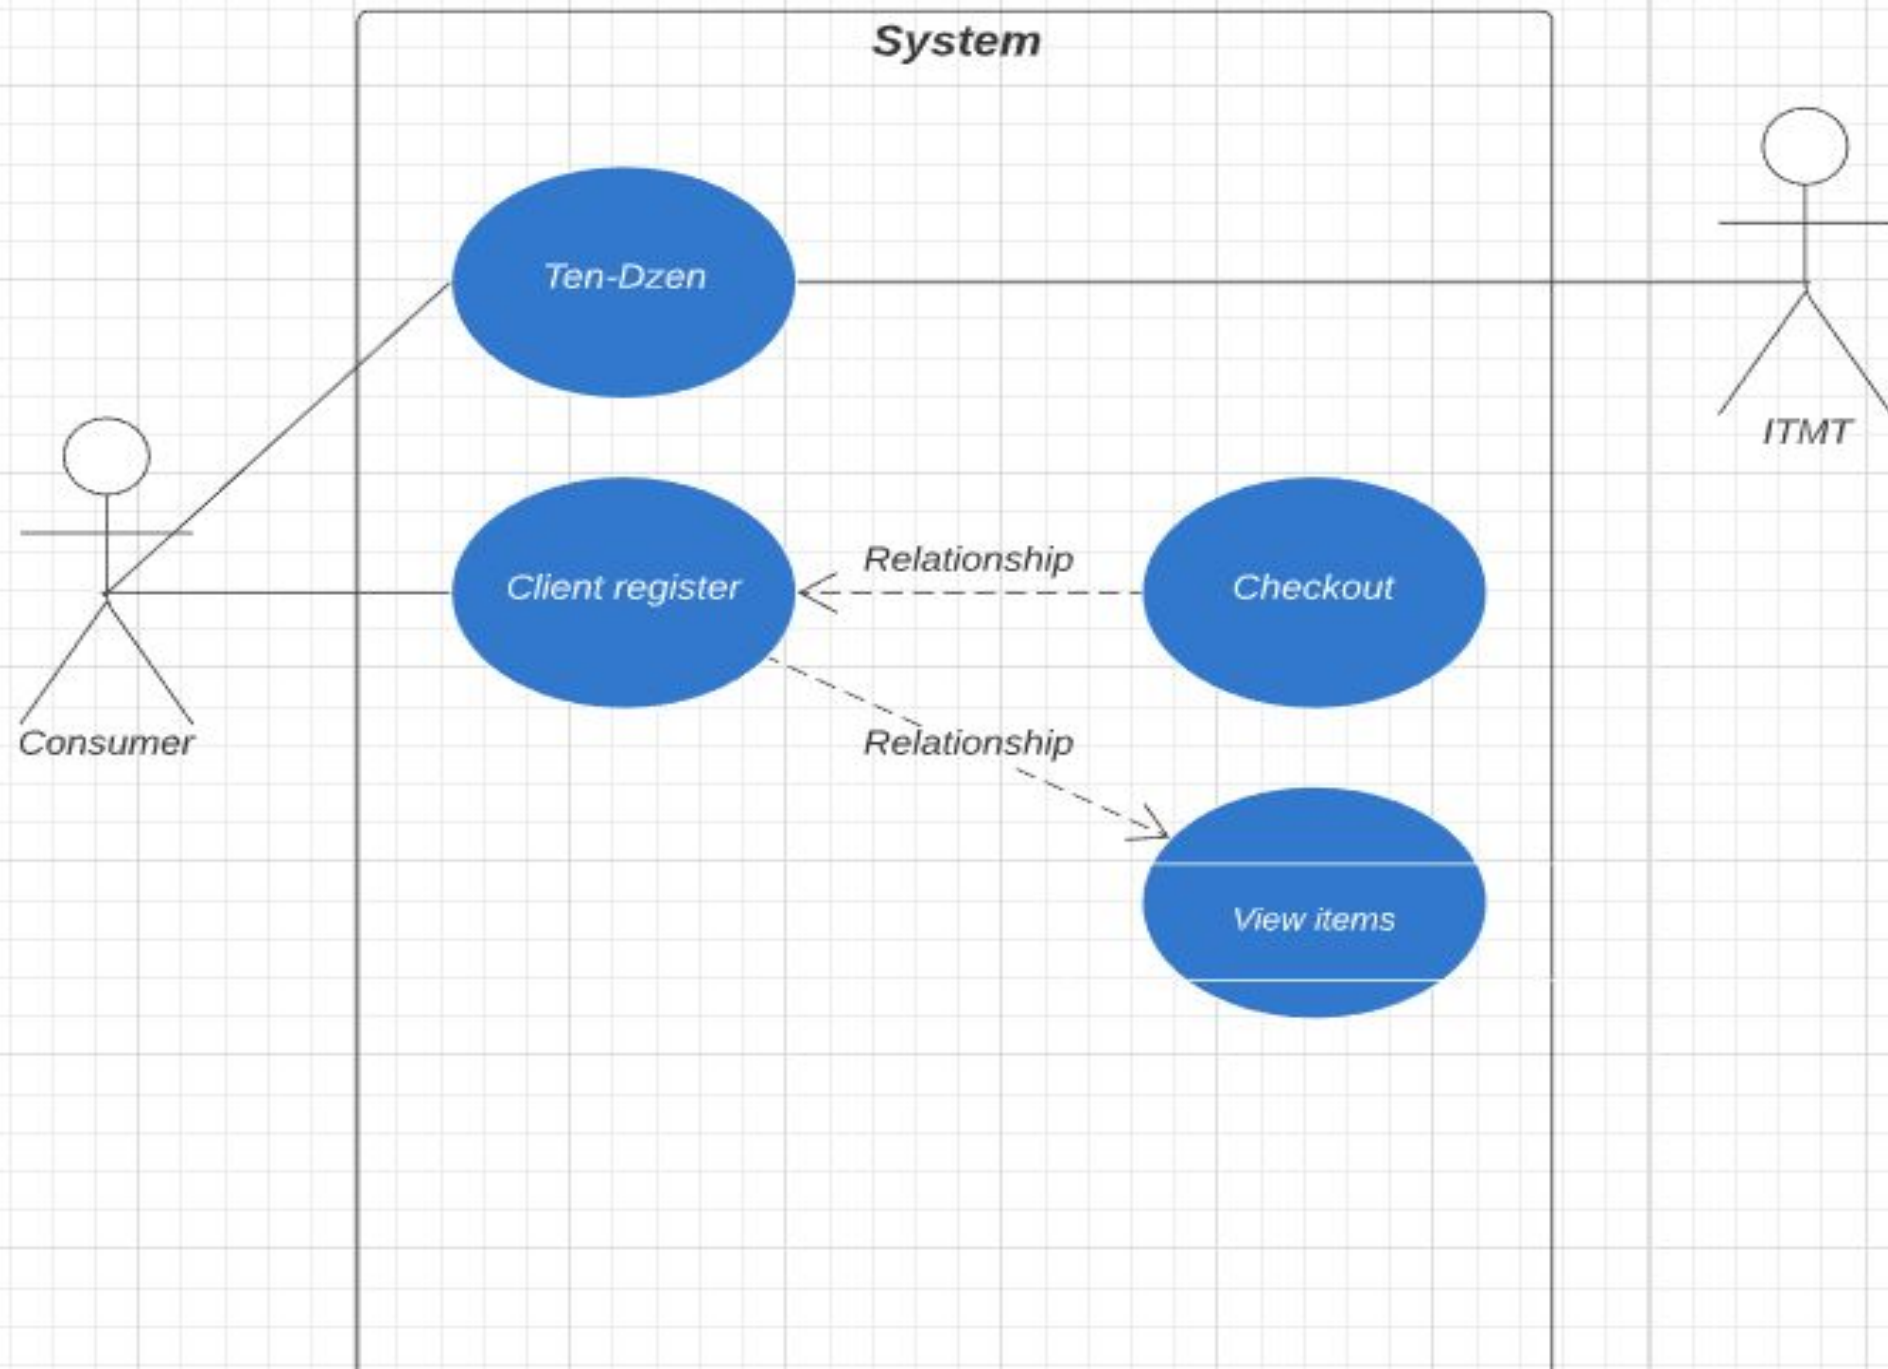 System
Ten-Dzen
ITMT
Relationship
Client register
Checkout
Consumer
Relationship
View items